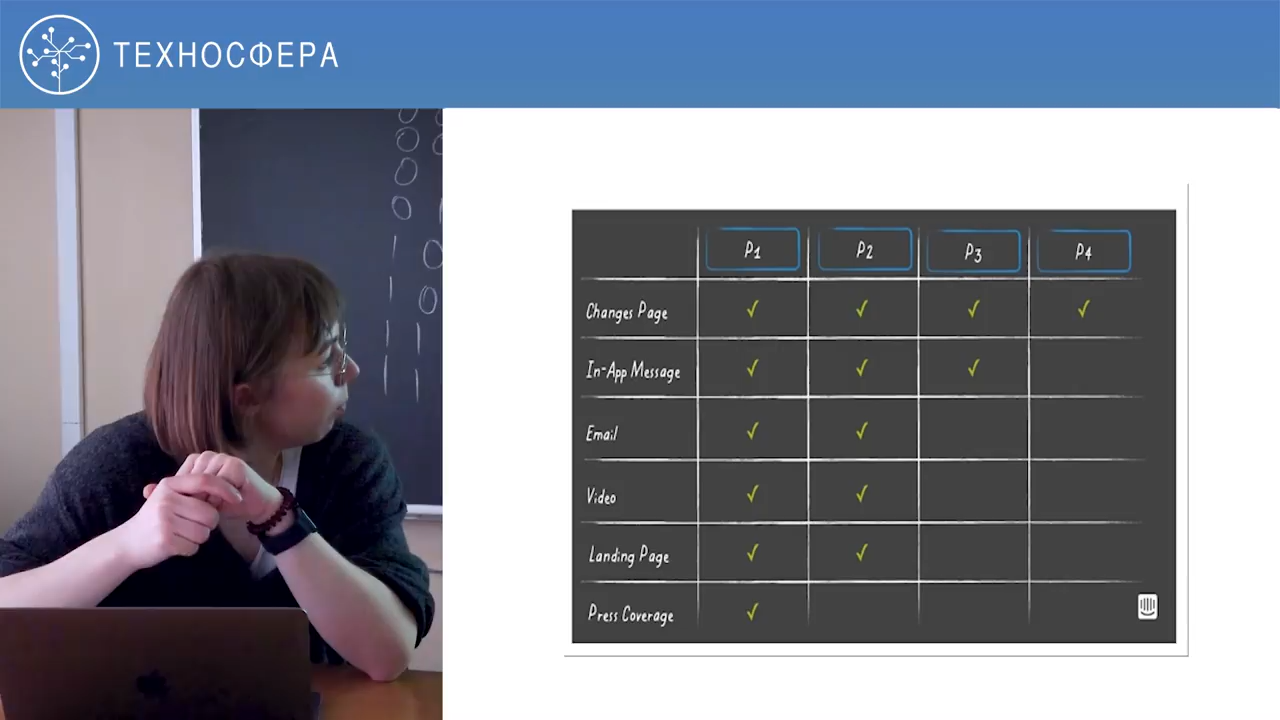 ТЕХНОСФЕРА
P1 P2 P3 P4
Changes Page ✓ ✓ ✓ ✓
In-App Message ✓ ✓ ✓
Email ✓ ✓
Video ✓ ✓
Landing Page ✓ ✓
Press Coverage ✓